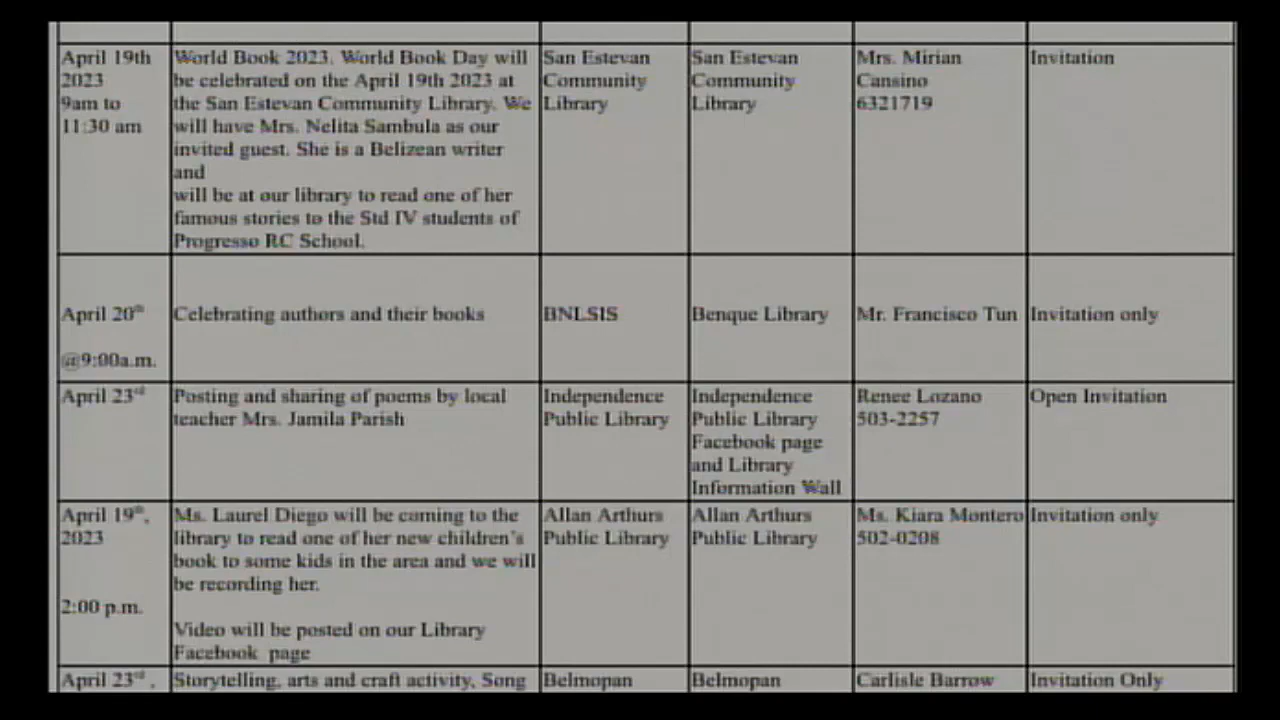 April 19th
2023
9am to
11:30 am
World Book 2023. World Book Day will
be celebrated on the April 19th 2023 at
the San Estevan Community Library. We
will have Mrs. Nelita Sambula as our
invited guest. She is a Belizean writer
and
will be at our library to read one of her
famous stories to the Std IV students of
Progresso RC School.
San Estevan
Community
Library
San Estevan
Community
Library
Mrs. Mirian
Cansino
6321719
Invitation
April 20th
@9:00a.m.
Celebrating authors and their books
BNLSIS
Benque Library
Mr. Francisco Tun
Invitation only
April 23rd
Posting and sharing of poems by local
teacher Mrs. Jamila Parish
Independence
Public Library
Independence
Public Library
Facebook page
and Library
Information Wall
Renee Lozano
503-2257
Open Invitation
April 19th,
2023
2:00 p.m.
Ms. Laurel Diego will be coming to the
library to read one of her new children's
book to some kids in the area and we will
be recording her.
Video will be posted on our Library
Facebook page
Allan Arthurs
Public Library
Allan Arthurs
Public Library
Ms. Kiara Montero
502-0208
Invitation only
April 23rd,
Storytelling, arts and craft activity, Song
Belmopan
Belmopan
Carlisle Barrow
Invitation Only